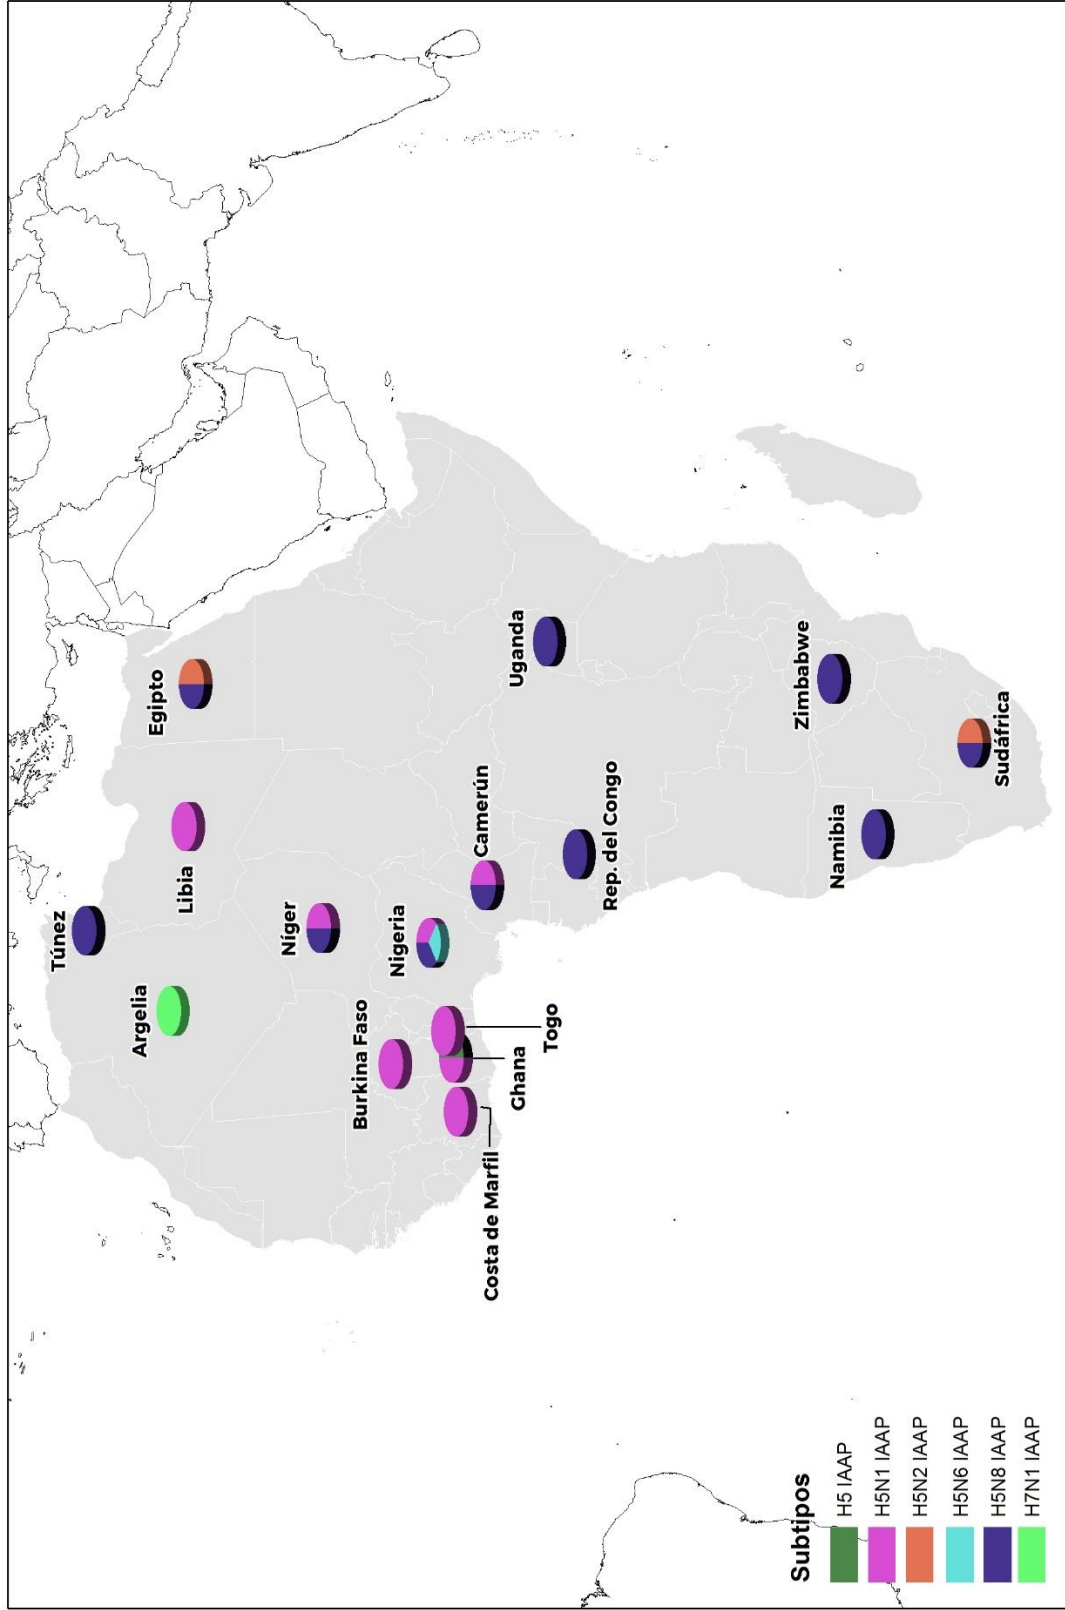 Túnez
Argelia
Libia
Egipto
Níger
Burkina Faso
Nigeria
Camerún
Costa de Marfil
Ghana
Togo
Uganda
Rep. del Congo
Zimbabwe
Namibia
Sudáfrica
Subtipos
H5 IAAP
H5N1 IAAP
H5N2 IAAP
H5N6 IAAP
H5N8 IAAP
H7N1 IAAP